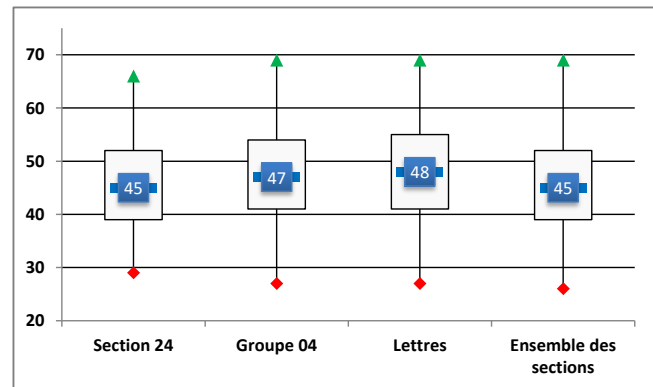 70
60
50
40
30
20
45
47
48
45
Section 24
Groupe 04
Lettres
Ensemble des
sections